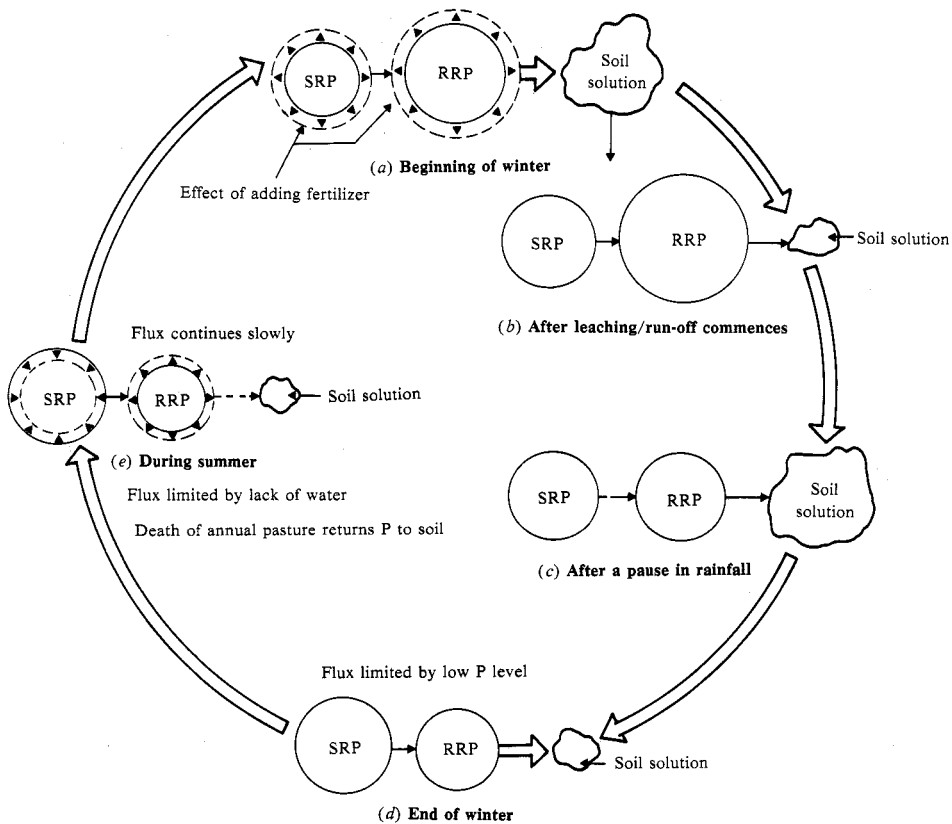 SRP
RRP
Soil
solution
(a) Beginning of winter
Effect of adding fertilizer
SRP
RRP
Soil solution
(b) After leaching/run-off commences
SRP
RRP
Soil
solution
(c) After a pause in rainfall
Flux limited by low P level
SRP
RRP
Soil solution
(d) End of winter
Flux continues slowly
SRP
RRP
Soil solution
(e) During summer
Flux limited by lack of water
Death of annual pasture returns P to soil